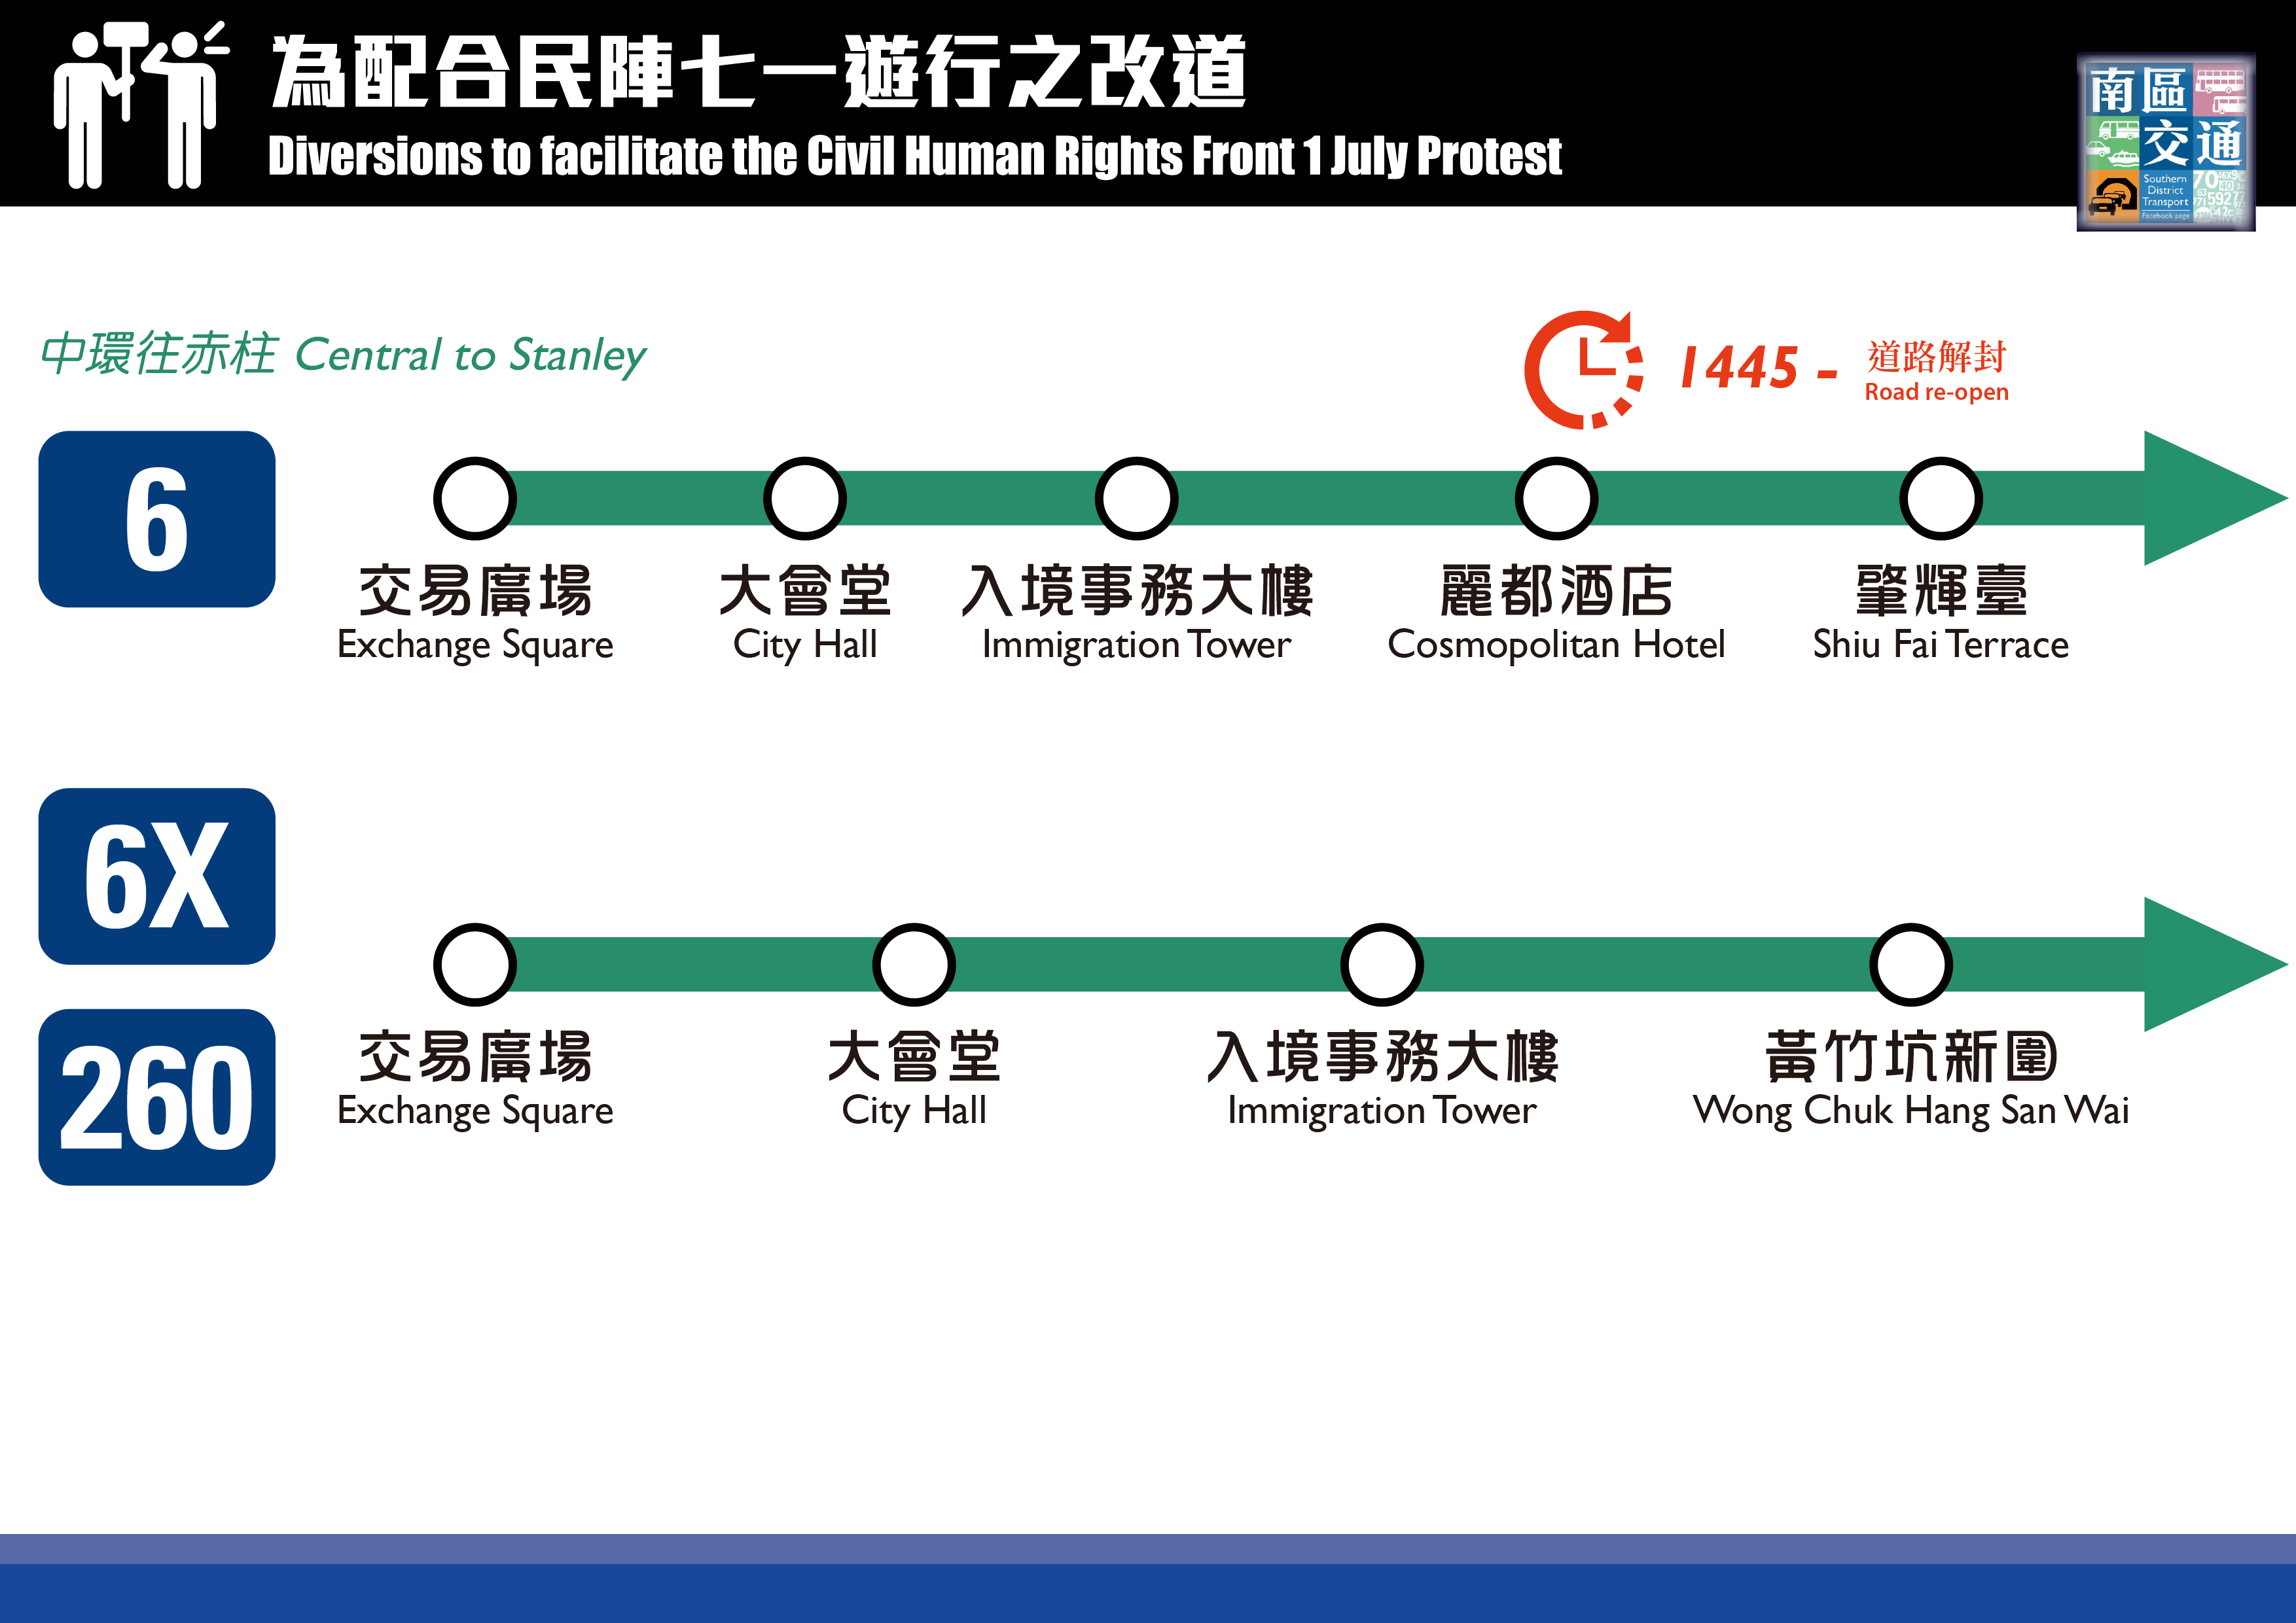 為配合民陣七一遊行之改道
Diversions to facilitate the Civil Human Rights Front 1 July Protest
南區
交通
Southern
District
Transport
Facebook page
中環往赤柱 Central to Stanley
1445 - 道路解封
Road re-open
6
交易廣場
Exchange Square
大會堂
City Hall
入境事務大樓
Immigration Tower
麗都酒店
Cosmopolitan Hotel
肇輝臺
Shiu Fai Terrace
6X
260
交易廣場
Exchange Square
大會堂
City Hall
入境事務大樓
Immigration Tower
黃竹坑新圍
Wong Chuk Hang San Wai